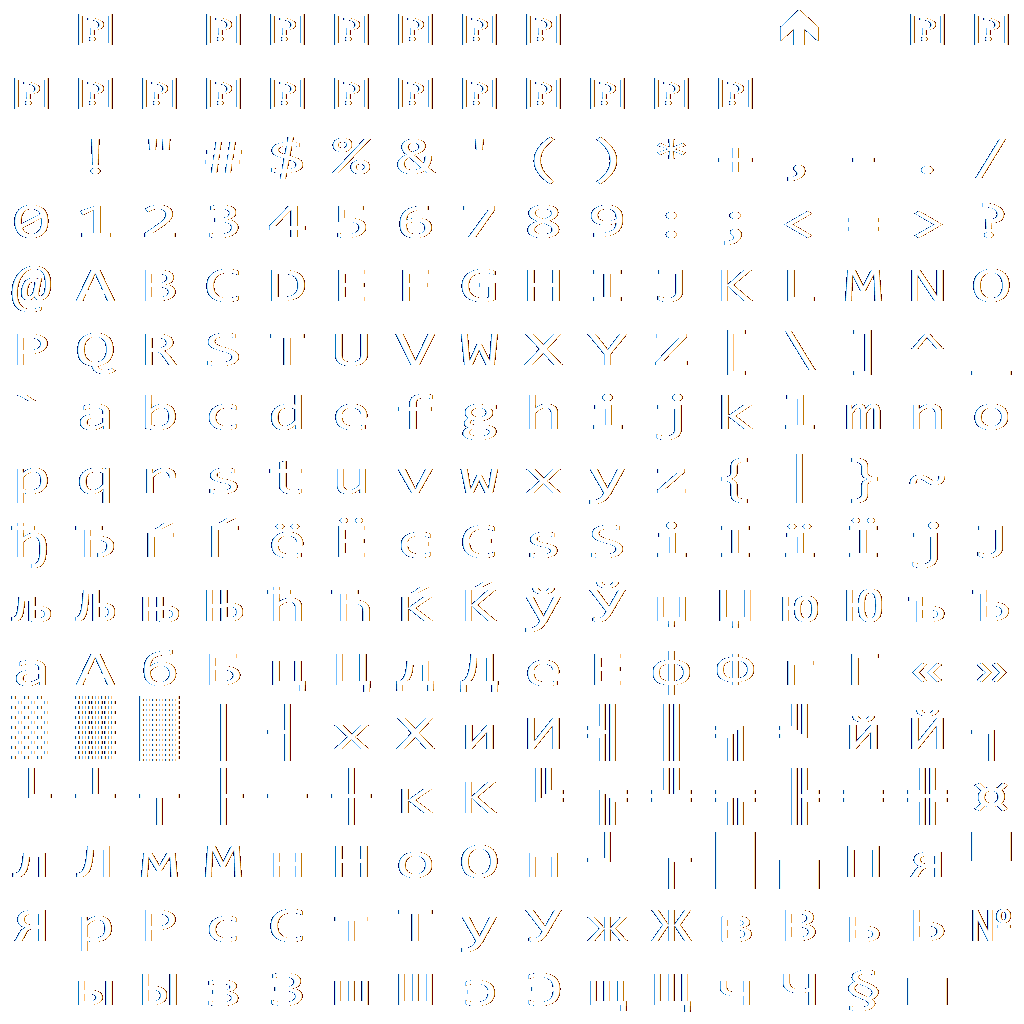 � � � � � � � ↑ � �
� � � � � � � � � � � �
! " # $ % & ' ( ) * + , - . /
0 1 2 3 4 5 6 7 8 9 : ; < = > ?
@ A B C D E F G H I J K L M N O
P Q R S T U V W X Y Z [ \ ] ^ _
` a b c d e f g h i j k l m n o
p q r s t u v w x y z { | } ~
ђ Ђ ѓ Ѓ ё Ё є Є ѕ Ѕ і І ї Ї ј Ј
љ Љ њ Њ ћ Ћ ќ Ќ ў Ў џ Џ ю Ю ъ Ъ
а А б Б ц Ц д Д е Е ф Ф г Г « »
░ ▒ ▓ │ ┤ х Х и И ╣ ║ ╗ ╝ й Й ┐
└ ┴ ┬ ├ ─ ┼ к К ╚ ╔ ╩ ╦ ╠ ═ ╬ ¤
л Л м М н Н о О п ┘ ┌ █ ▄ П я ▀
Я р Р с С т Т у У ж Ж в В ь Ь №
ы Ы з З ш Ш э Э щ Щ ч Ч § ■